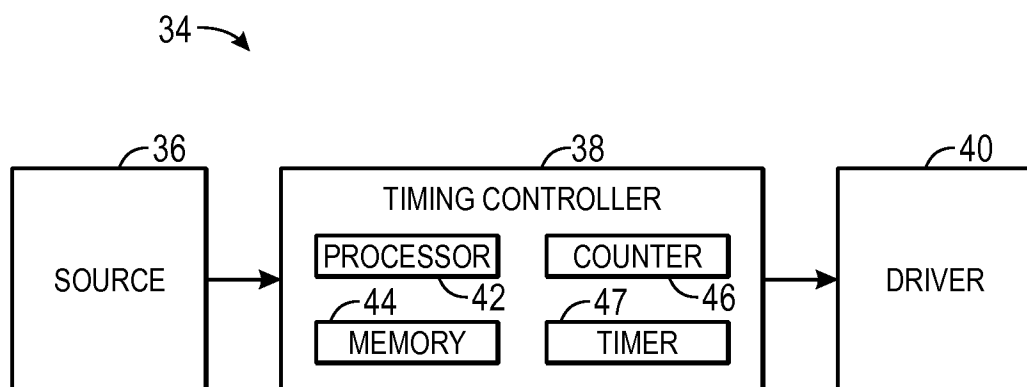 34
36
38
40
TIMING CONTROLLER
PROCESSOR
COUNTER
SOURCE
DRIVER
42
46
44
47
MEMORY
TIMER